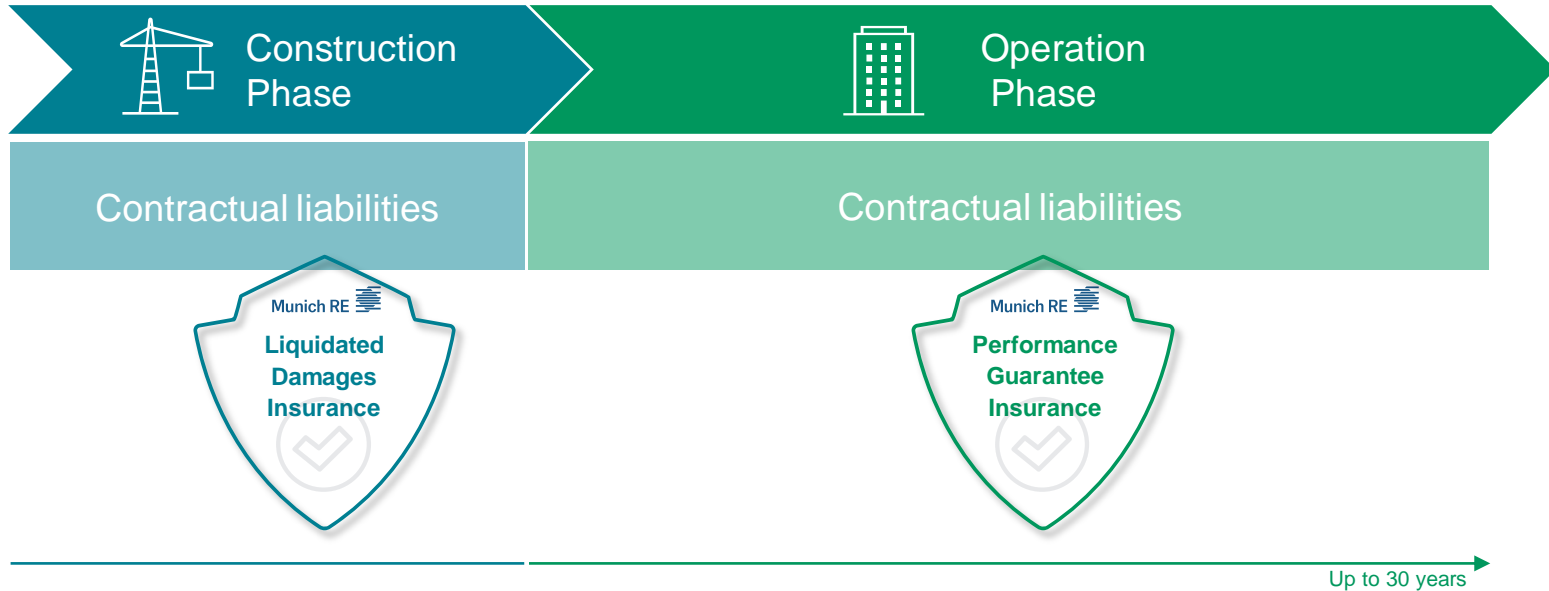 Construction
Phase
Operation
Phase
Contractual liabilities
Contractual liabilities
Munich RE
Liquidated
Damages
Insurance
Munich RE
Performance
Guarantee
Insurance
Up to 30 years